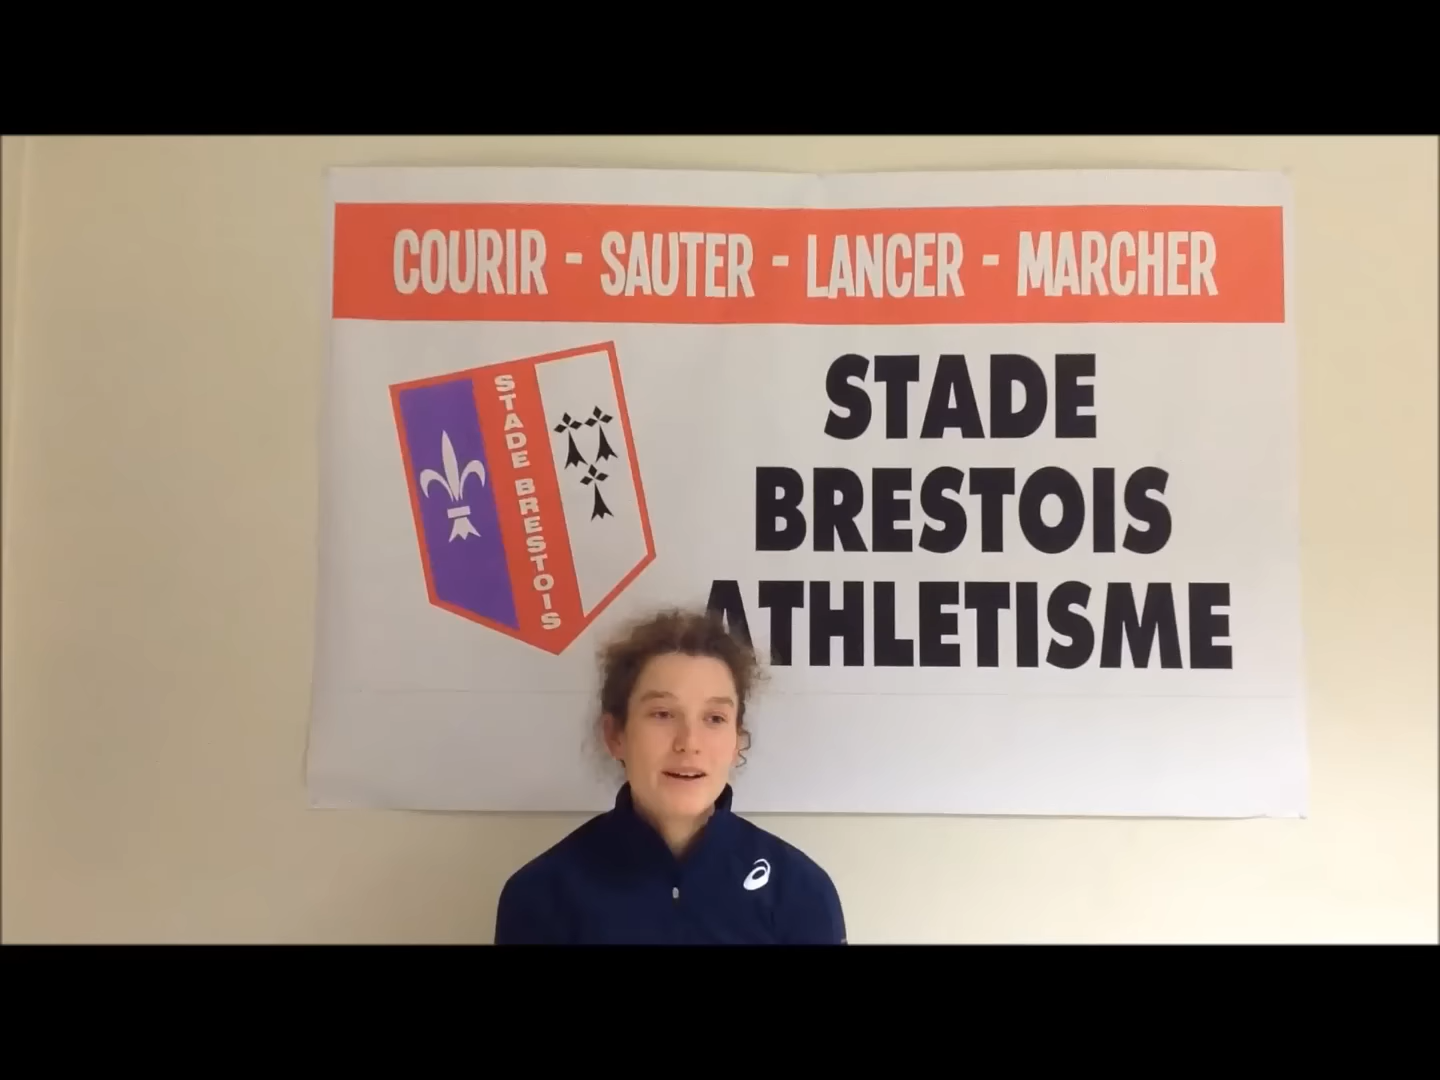 COURIR - SAUTER - LANCER - MARCHER
STADE BRESTOIS
STADE
BRESTOIS
ATHLETISME